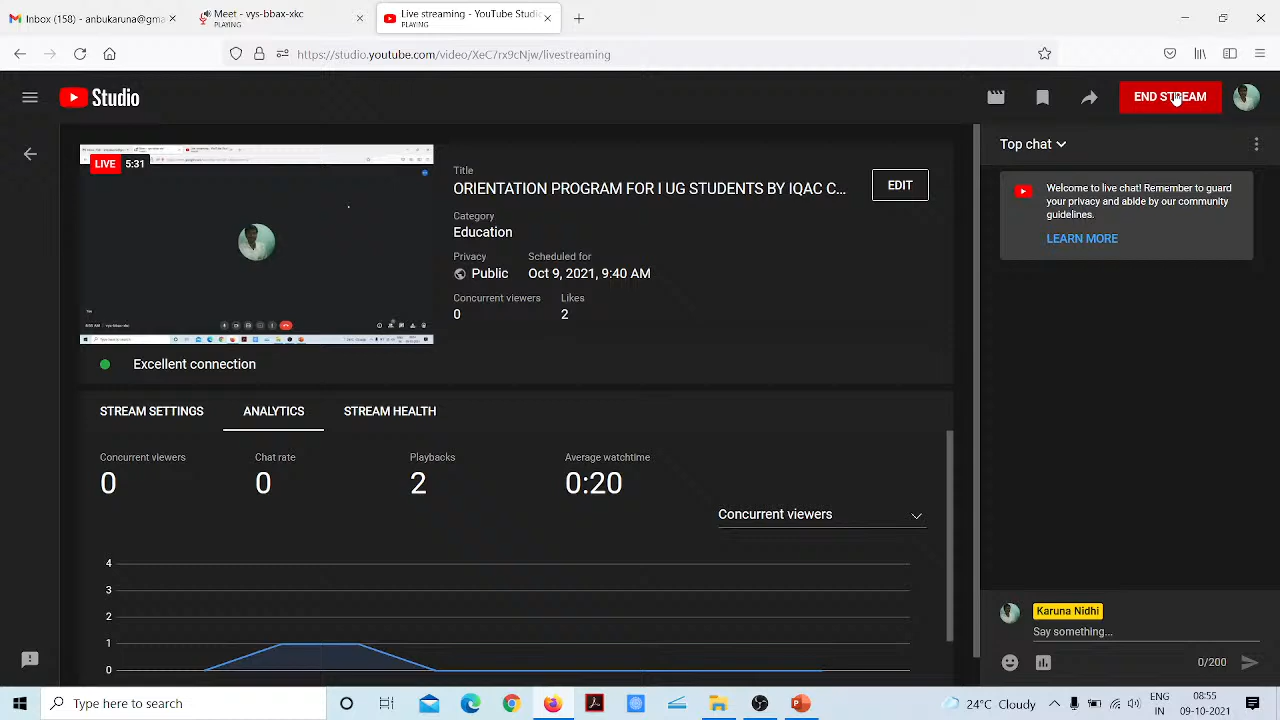 Inbox (158) - anbukaruna@gma
Meet - vys-bbax-xkc
PLAYING
Live streaming - YouTube Studio
PLAYING
https://studio.youtube.com/video/XeC7rx9cNjw/livestreaming
Studio
END STREAM
LIVE 5:31
Title
ORIENTATION PROGRAM FOR I UG STUDENTS BY IQAC C...
EDIT
Category
Education
Privacy
Scheduled for
Public
Oct 9, 2021, 9:40 AM
Concurrent viewers
Likes
0
2
Excellent connection
STREAM SETTINGS
ANALYTICS
STREAM HEALTH
Concurrent viewers
Chat rate
Playbacks
Average watchtime
0
0
2
0:20
Concurrent viewers
4
3
2
1
0
Top chat
Welcome to live chat! Remember to guard
your privacy and abide by our community
guidelines.
LEARN MORE
Karuna Nidhi
Say something...
0/200
Type here to search
24°C Cloudy
ENG
IN
08:55
09-10-2021